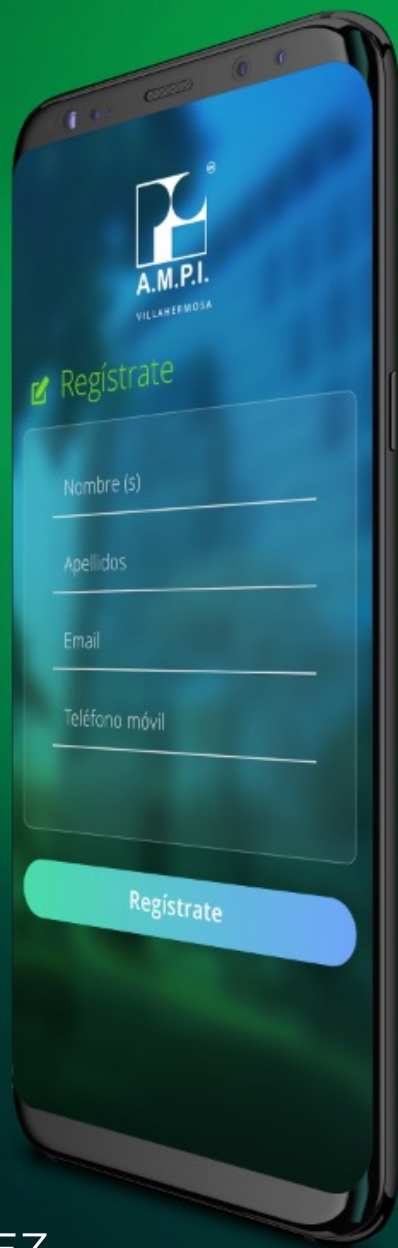 A.M.P.I.
VILLAHERMOSA
Regístrate
Nombre (s)
Apellidos
Email
Teléfono móvil
Regístrate